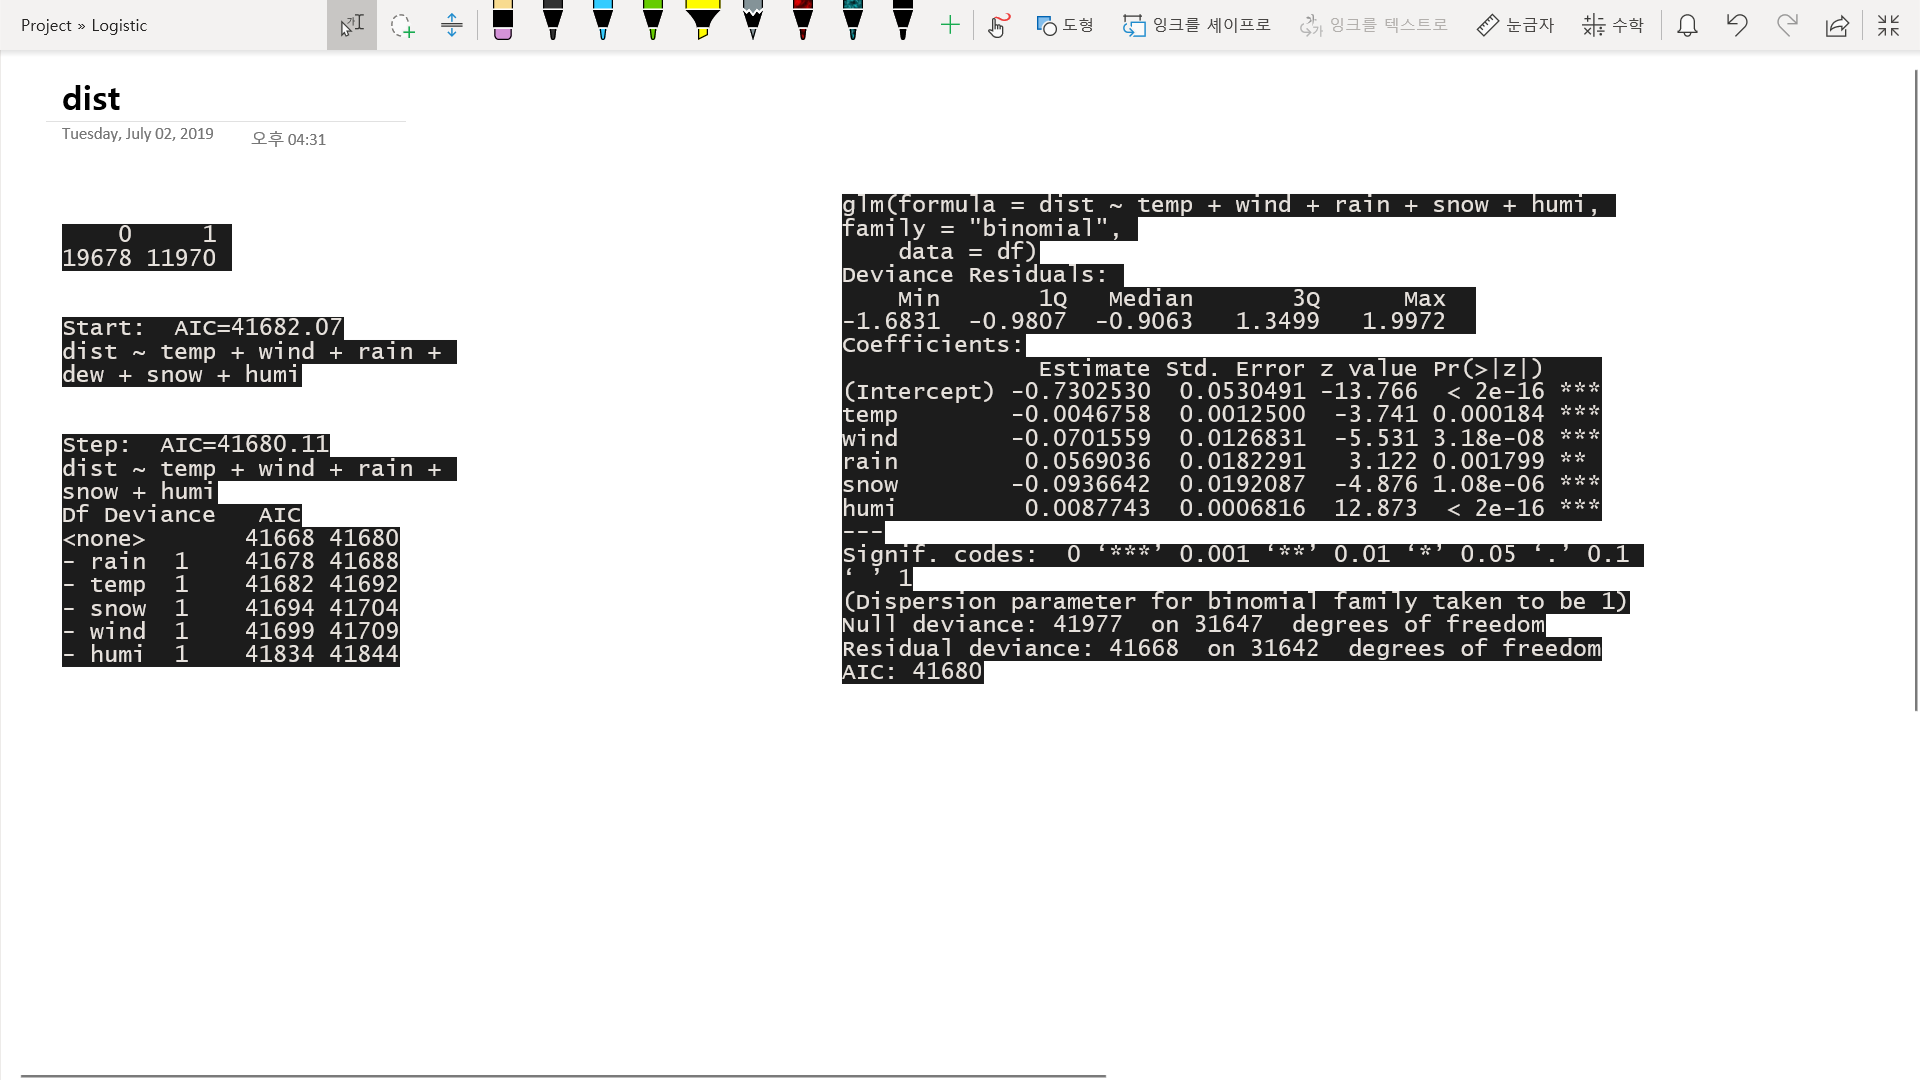 Project » Logistic
도형
잉크를 셰이프로
잉크를 텍스트로
눈금자
수학
dist
Tuesday, July 02, 2019 오후 04:31
0 1
19678 11970
Start: AIC=41682.07
dist ~ temp + wind + rain +
dew + snow + humi
Step: AIC=41680.11
dist ~ temp + wind + rain +
snow + humi
Df Deviance AIC
<none> 41668 41680
- rain 1 41678 41688
- temp 1 41682 41692
- snow 1 41694 41704
- wind 1 41699 41709
- humi 1 41834 41844
glm(formula = dist ~ temp + wind + rain + snow + humi,
family = "binomial",
data = df)
Deviance Residuals:
Min 1Q Median 3Q Max
-1.6831 -0.9807 -0.9063 1.3499 1.9972
Coefficients:
Estimate Std. Error z value Pr(>|z|)
(Intercept) -0.7302530 0.0530491 -13.766 < 2e-16 ***
temp -0.0046758 0.0012500 -3.741 0.000184 ***
wind -0.0701559 0.0126831 -5.531 3.18e-08 ***
rain 0.0569036 0.0182291 3.122 0.001799 **
snow -0.0936642 0.0192087 -4.876 1.08e-06 ***
humi 0.0087743 0.0006816 12.873 < 2e-16 ***
---
Signif. codes: 0 ‘***’ 0.001 ‘**’ 0.01 ‘*’ 0.05 ‘.’ 0.1
‘ ’ 1
(Dispersion parameter for binomial family taken to be 1)
Null deviance: 41977 on 31647 degrees of freedom
Residual deviance: 41668 on 31642 degrees of freedom
AIC: 41680